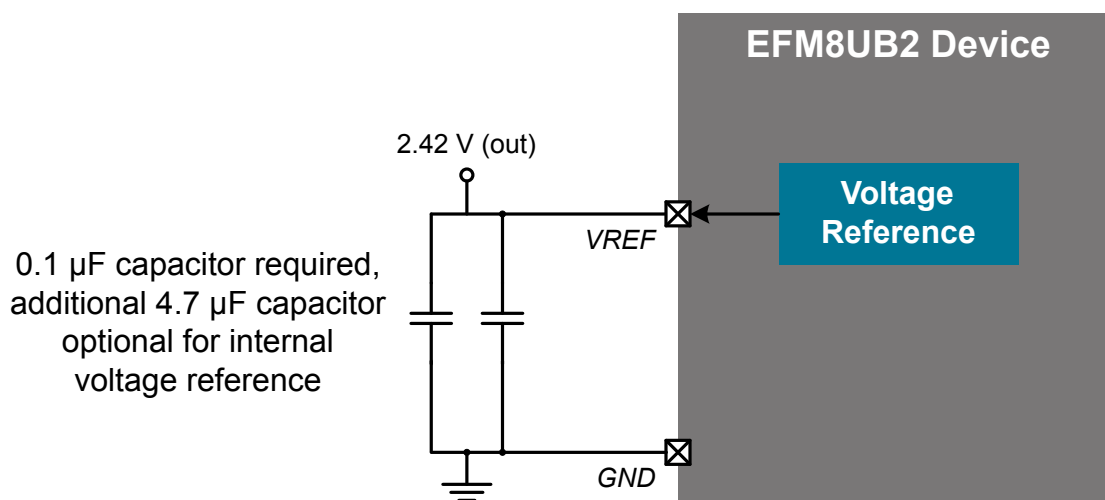 EFM8UB2 Device
2.42 V (out)
Voltage
Reference
VREF
0.1 µF capacitor required,
additional 4.7 µF capacitor
optional for internal
voltage reference
GND